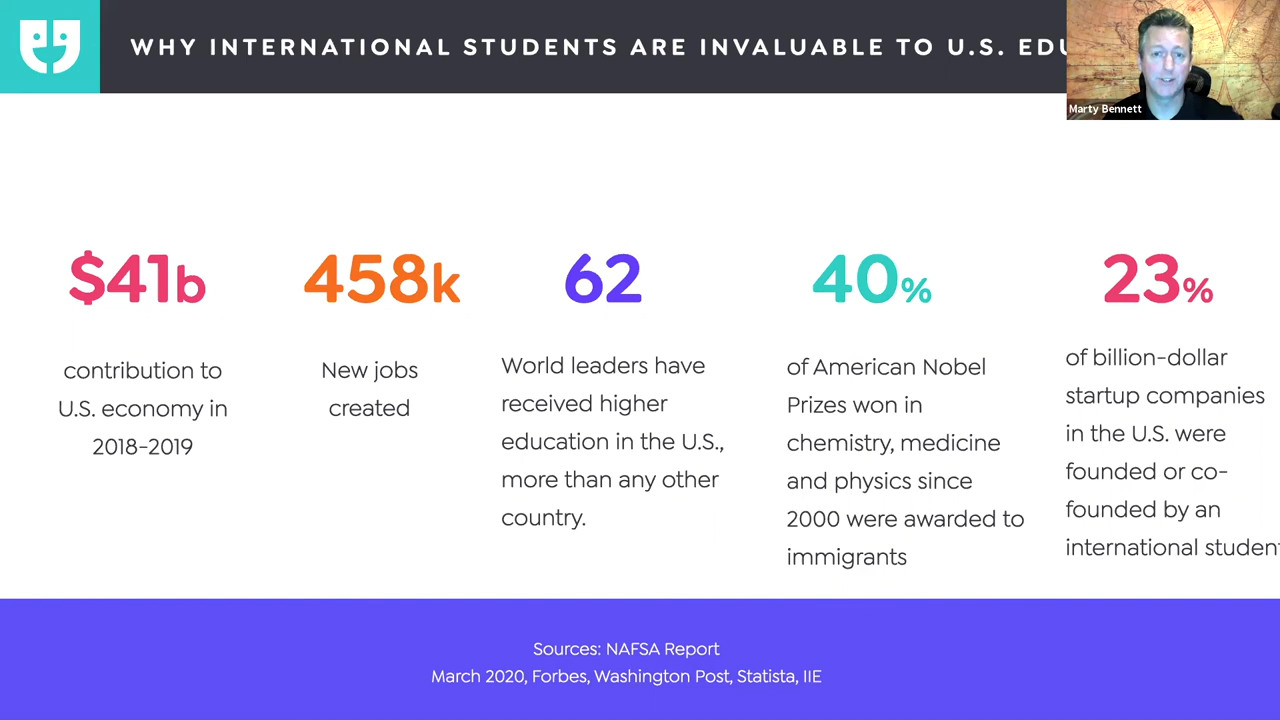 WHY INTERNATIONAL STUDENTS ARE INVALUABLE TO U.S. EDU
Marty Bennett
$41b
contribution to
U.S. economy in
2018-2019
458k
New jobs
created
62
World leaders have
received higher
education in the U.S.,
more than any other
country.
40%
of American Nobel
Prizes won in
chemistry, medicine
and physics since
2000 were awarded to
immigrants
23%
of billion-dollar
startup companies
in the U.S. were
founded or co-
founded by an
international student
Sources: NAFSA Report
March 2020, Forbes, Washington Post, Statista, IIE